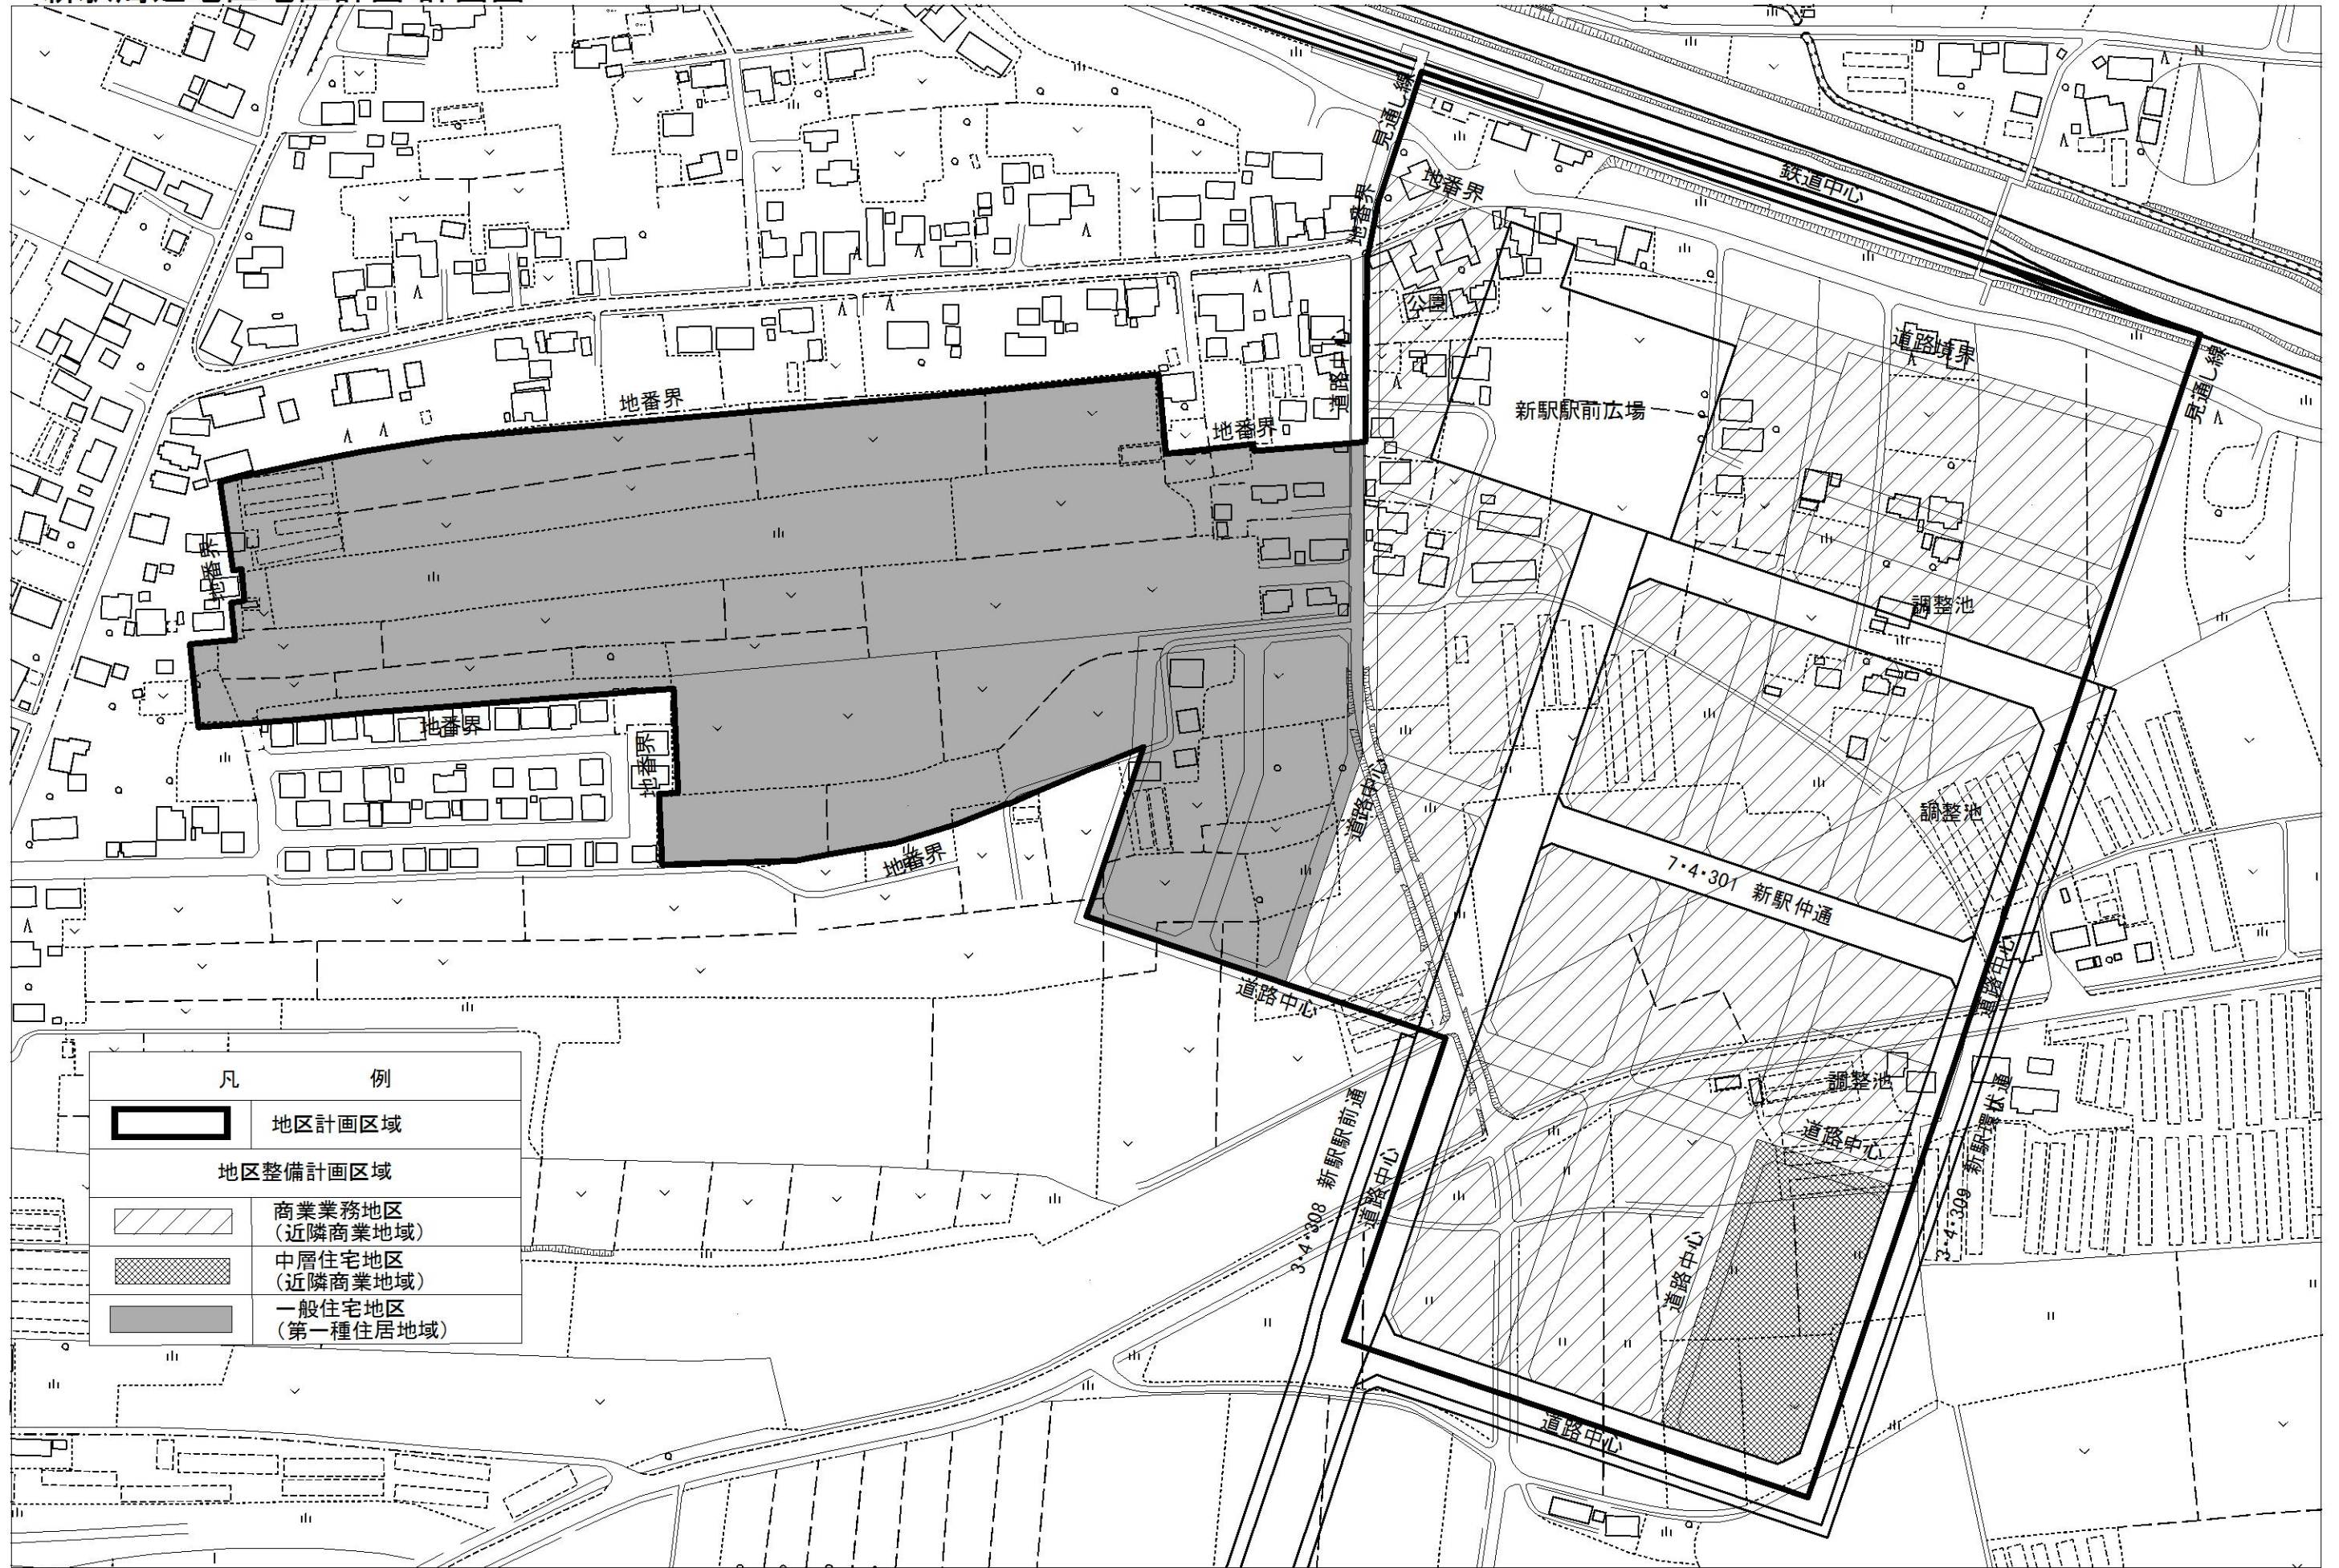 N
見通し線
鉄道中心
地番界
地番界
公園
道路境界
見通し線
道路中心
新駅駅前広場
地番界
地番界
地番界
調整池
地番界
地番界
道路中心
調整池
地番界
7・4・301 新駅仲通
道路中心
道路中心
調整池
道路中心
3・4・308 新駅駅前通
道路中心
3・4・309 新駅環状通
道路中心
道路中心
凡 例
地区計画区域
地区整備計画区域
商業業務地区
（近隣商業地域）
中層住宅地区
（近隣商業地域）
一般住宅地区
（第一種住居地域）